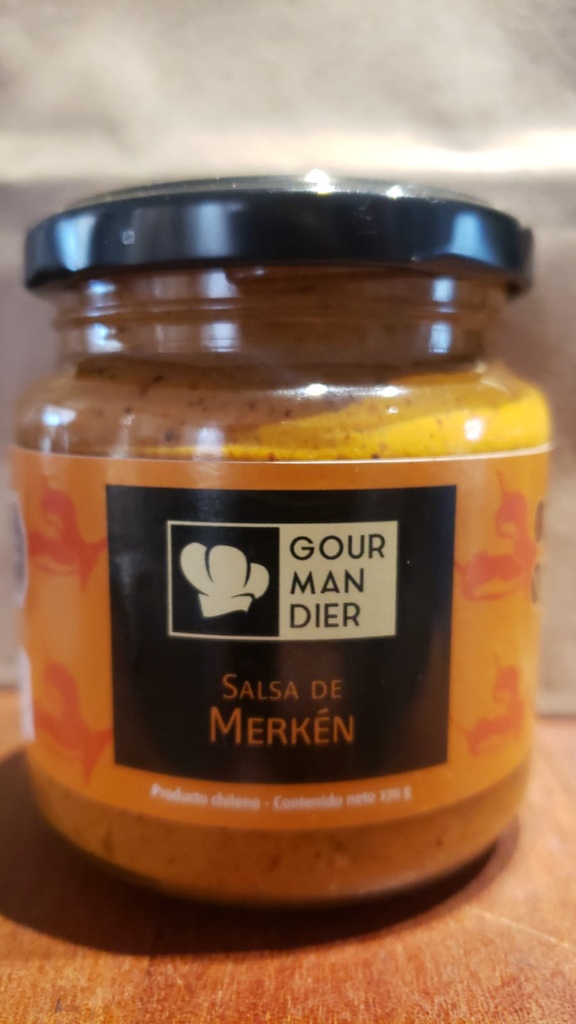 GOUR
MAN
DIER
SALSA DE
MERKÉN
Producto chileno - Contenido neto